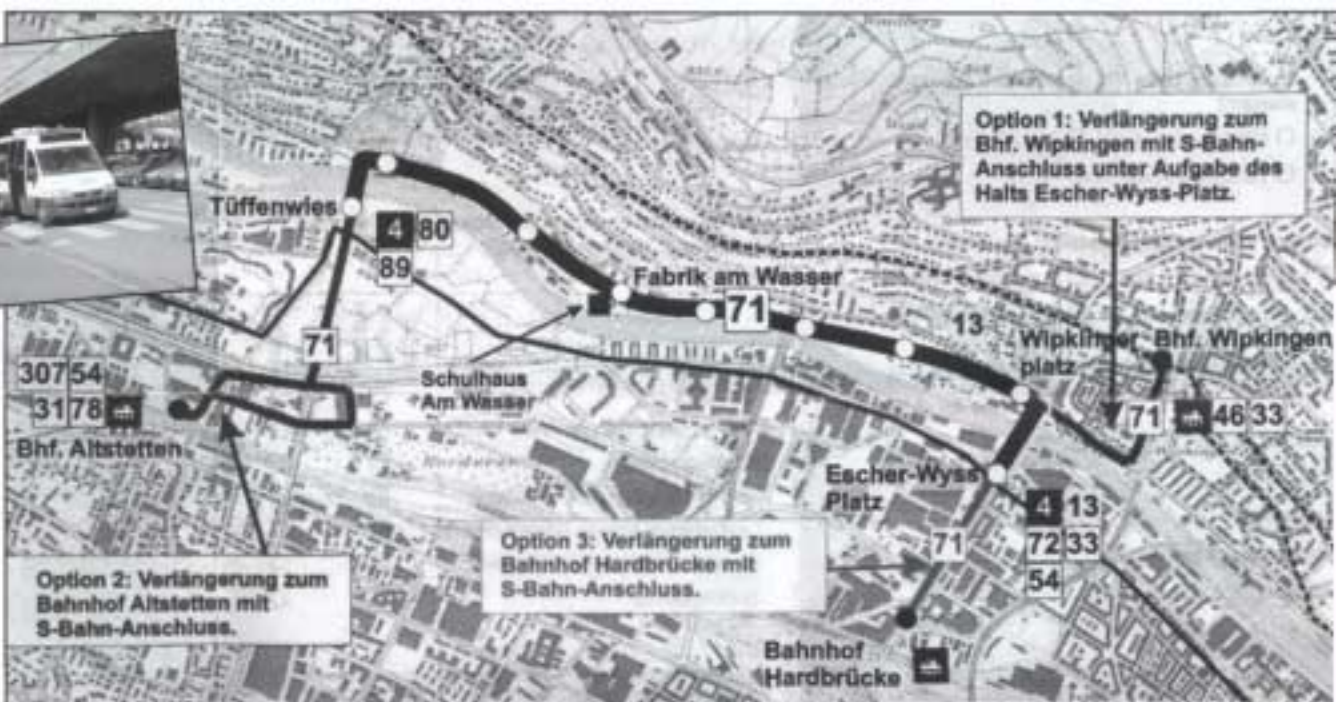 Option 1: Verlängerung zum
Bhf. Wipkingen mit S-Bahn-
Anschluss unter Aufgabe des
Halts Escher-Wyss-Platz.
Tüffenwies
4 80
89
Fabrik am Wasser
71
13
Wipkinger
platz
Bhf. Wipkingen
71
307 54
31 78
Bhf. Altstetten
Schulhaus
Am Wasser
71 46 33
Escher-Wyss
Platz
4 13
72 33
54
71
Option 3: Verlängerung zum
Bahnhof Hardbrücke mit
S-Bahn-Anschluss.
Option 2: Verlängerung zum
Bahnhof Altstetten mit
S-Bahn-Anschluss.
Bahnhof
Hardbrücke